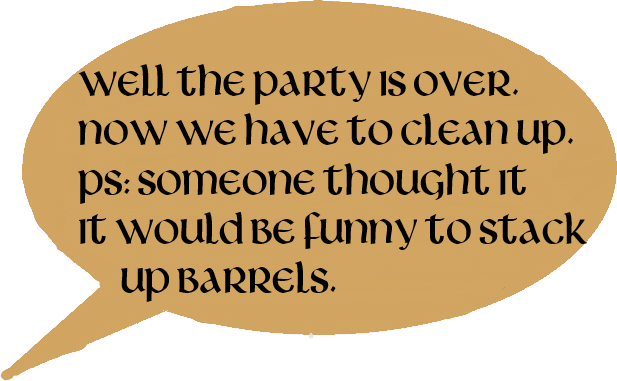 Well the party is over.
Now we have to clean up.
PS: Someone thought it
it would be funny to stack
up barrels.